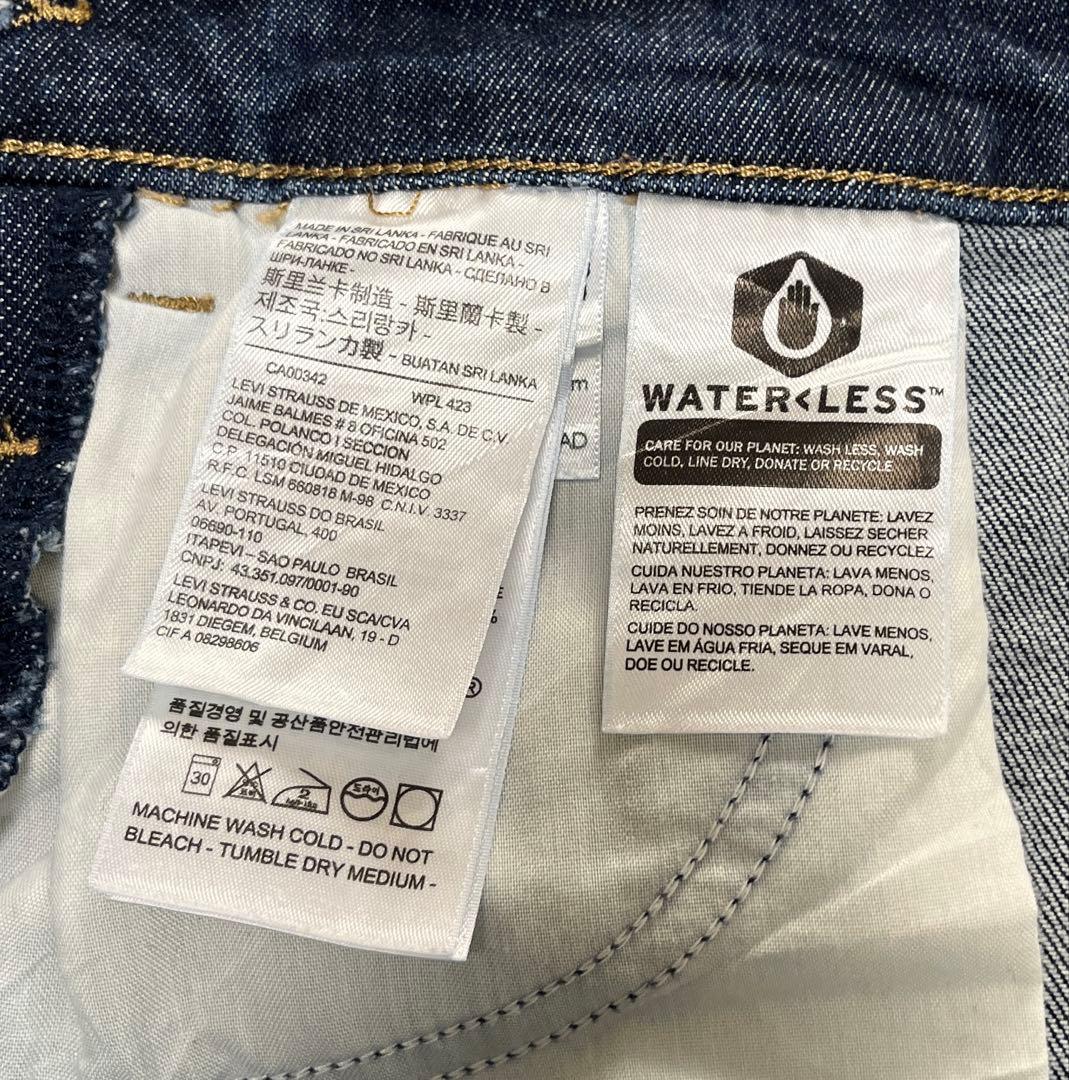 MADE IN SRI LANKA - FABRIQUE AU SRI
LANKA - FABRICADO EN SRI LANKA -
FABRICADO NO SRI LANKA - СДЕЛАНО В
ШРИ-ЛАНКЕ -
斯里兰卡制造 - 斯里蘭卡製 -
제조국:스리랑카 -
スリランカ製 - BUATAN SRI LANKA
CA00342 WPL 423
LEVI STRAUSS DE MEXICO, S.A. DE C.V.
JAIME BALMES # 8 OFICINA 502
COL. POLANCO I SECCION
DELEGACIÓN MIGUEL HIDALGO
C.P. 11510 CIUDAD DE MEXICO
R.F.C. LSM 660818 M-98 C.N.I.V. 3337
LEVI STRAUSS DO BRASIL
AV. PORTUGAL, 400
06690-110
ITAPEVI – SAO PAULO BRASIL
CNPJ: 43.351.097/0001-90
LEVI STRAUSS & CO. EU SCA/CVA
LEONARDO DA VINCILAAN, 19 - D
1831 DIEGEM, BELGIUM
CIF A 08298606
m
AD
E
%
®
품질경영 및 공산품안전관리법에
의한 품질표시
30
드라이
MACHINE WASH COLD - DO NOT
BLEACH - TUMBLE DRY MEDIUM -
WATER<LESS™
CARE FOR OUR PLANET: WASH LESS, WASH
COLD, LINE DRY, DONATE OR RECYCLE
PRENEZ SOIN DE NOTRE PLANETE: LAVEZ
MOINS, LAVEZ A FROID, LAISSEZ SECHER
NATURELLEMENT, DONNEZ OU RECYCLEZ
CUIDA NUESTRO PLANETA: LAVA MENOS,
LAVA EN FRIO, TIENDE LA ROPA, DONA O
RECICLA.
CUIDE DO NOSSO PLANETA: LAVE MENOS,
LAVE EM ÁGUA FRIA, SEQUE EM VARAL,
DOE OU RECICLE.